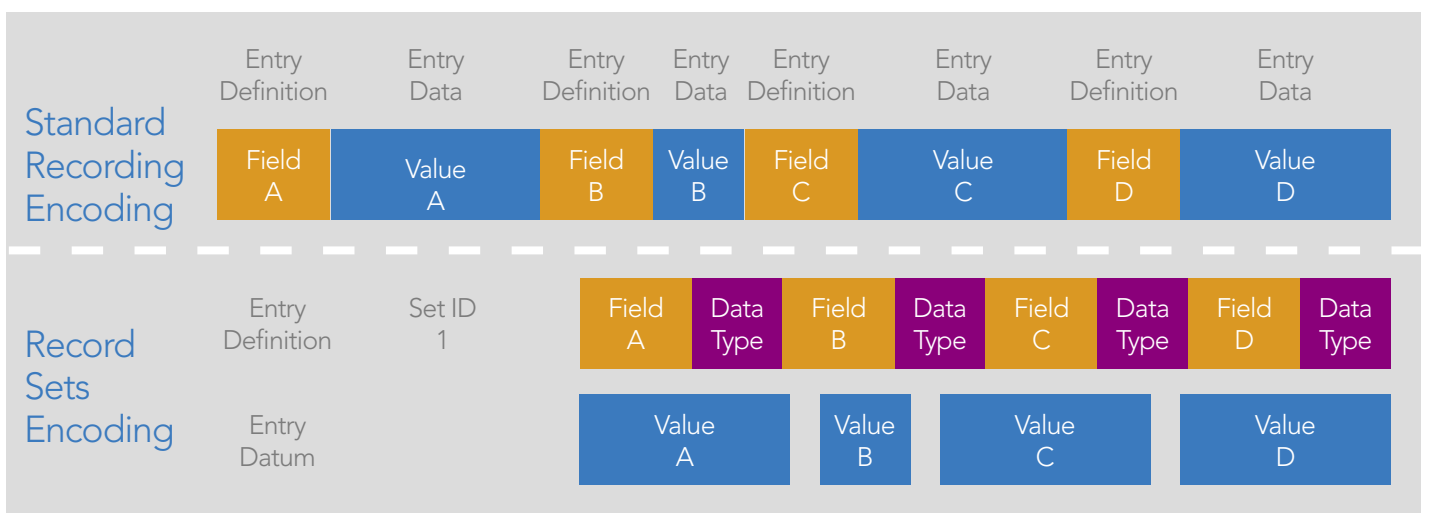 Entry Definition
Entry Data
Entry Definition
Entry Data
Entry Definition
Entry Data
Entry Definition
Entry Data
Standard
Recording
Encoding
Field A
Value A
Field B
Value B
Field C
Value C
Field D
Value D
Record
Sets
Encoding
Entry Definition
Set ID 1
Field A
Data Type
Field B
Data Type
Field C
Data Type
Field D
Data Type
Entry Datum
Value A
Value B
Value C
Value D